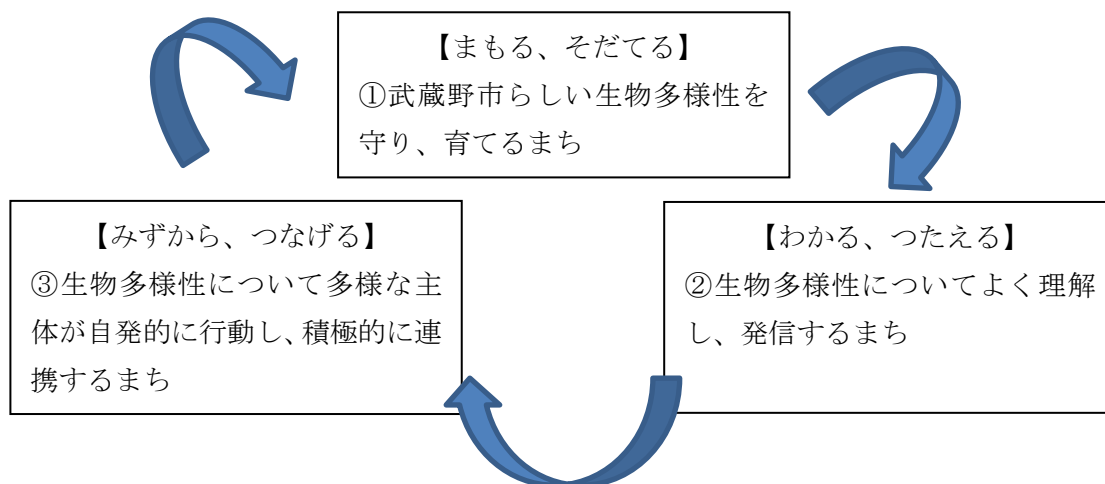 【まもる、そだてる】
①武蔵野市らしい生物多様性を
守り、育てるまち
【わかる、つたえる】
②生物多様性についてよく理解
し、発信するまち
【みずから、つなげる】
③生物多様性について多様な主
体が自発的に行動し、積極的に連
携するまち